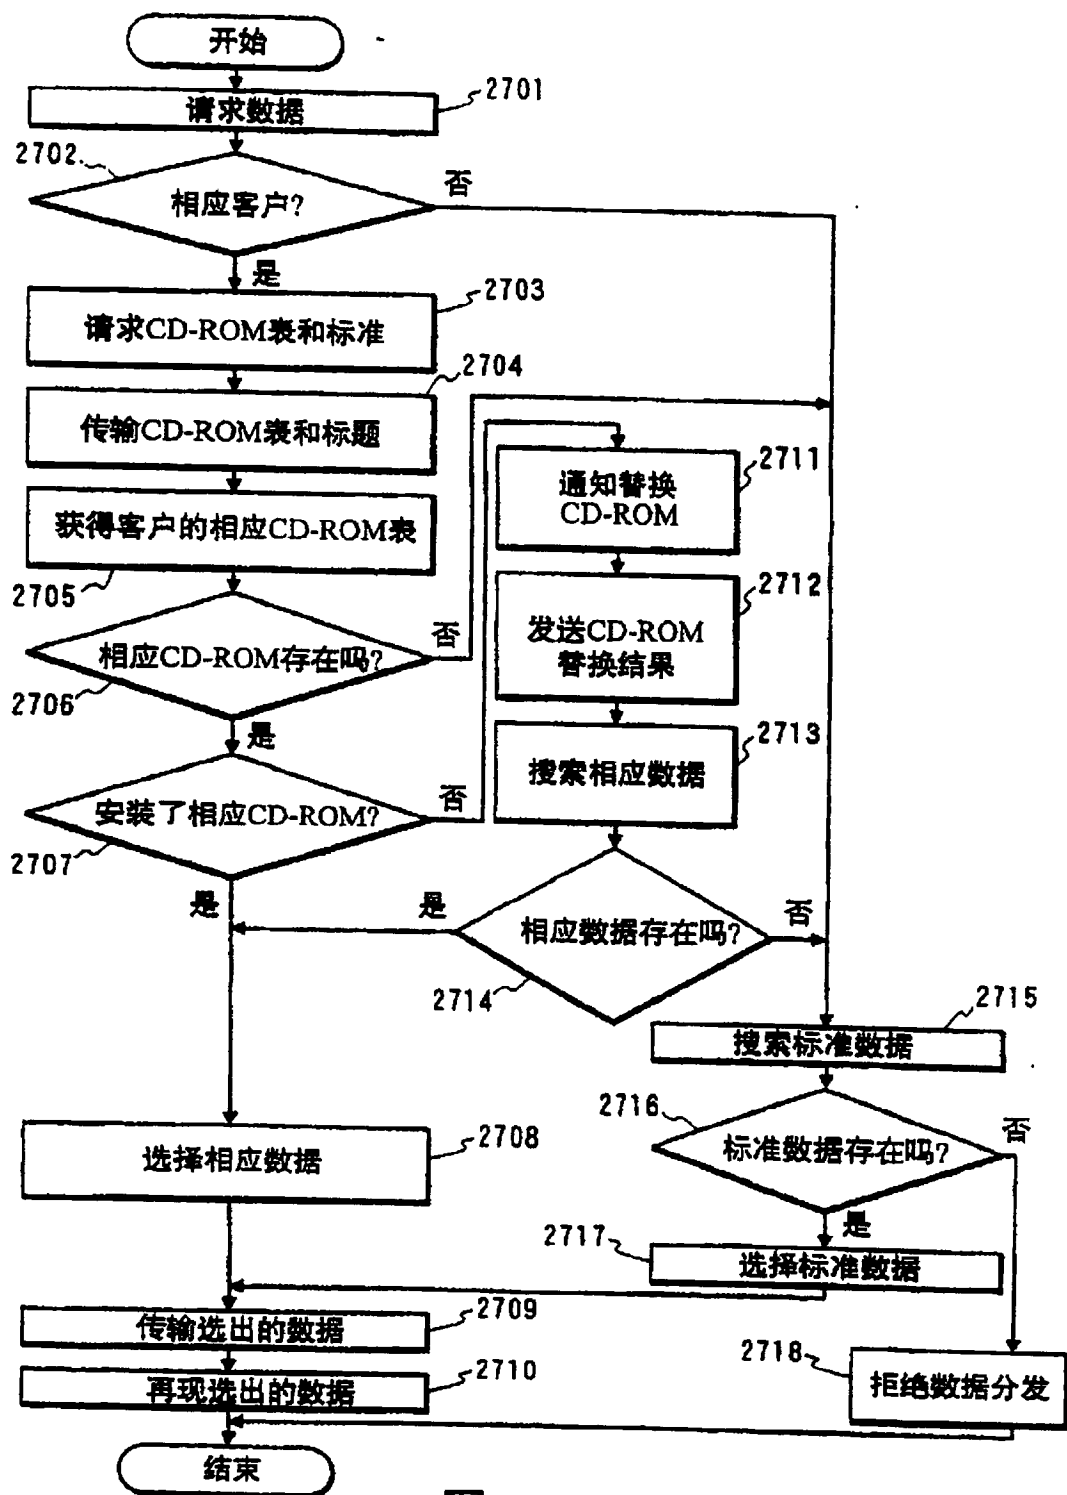 开始
请求数据
2701
2702
相应客户?
否
是
请求CD-ROM表和标准
2703
2704
传输CD-ROM表和标题
获得客户的相应CD-ROM表
2705
相应CD-ROM存在吗?
否
2706
是
安装了相应CD-ROM?
否
2707
是
通知替换
CD-ROM
2711
发送CD-ROM
替换结果
2712
搜索相应数据
2713
相应数据存在吗?
是
否
2714
搜索标准数据
2715
标准数据存在吗?
2716
否
是
选择相应数据
2708
选择标准数据
2717
传输选出的数据
2709
再现选出的数据
2710
拒绝数据分发
2718
结束